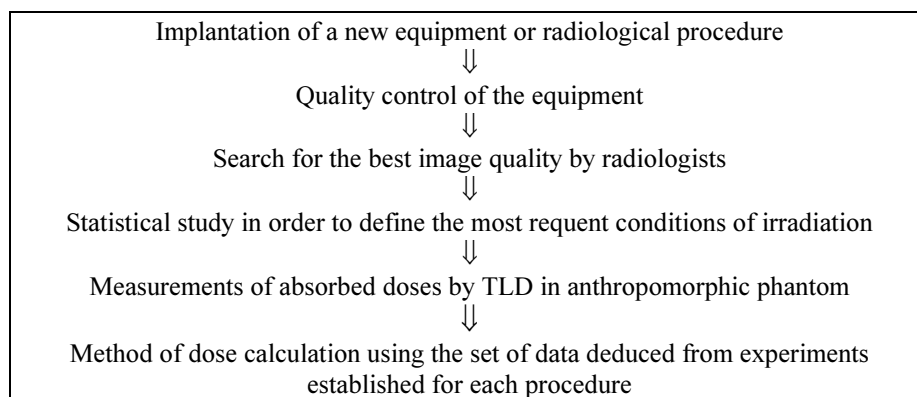 Implantation of a new equipment or radiological procedure
⇓
Quality control of the equipment
⇓
Search for the best image quality by radiologists
⇓
Statistical study in order to define the most requent conditions of irradiation
⇓
Measurements of absorbed doses by TLD in anthropomorphic phantom
⇓
Method of dose calculation using the set of data deduced from experiments
established for each procedure